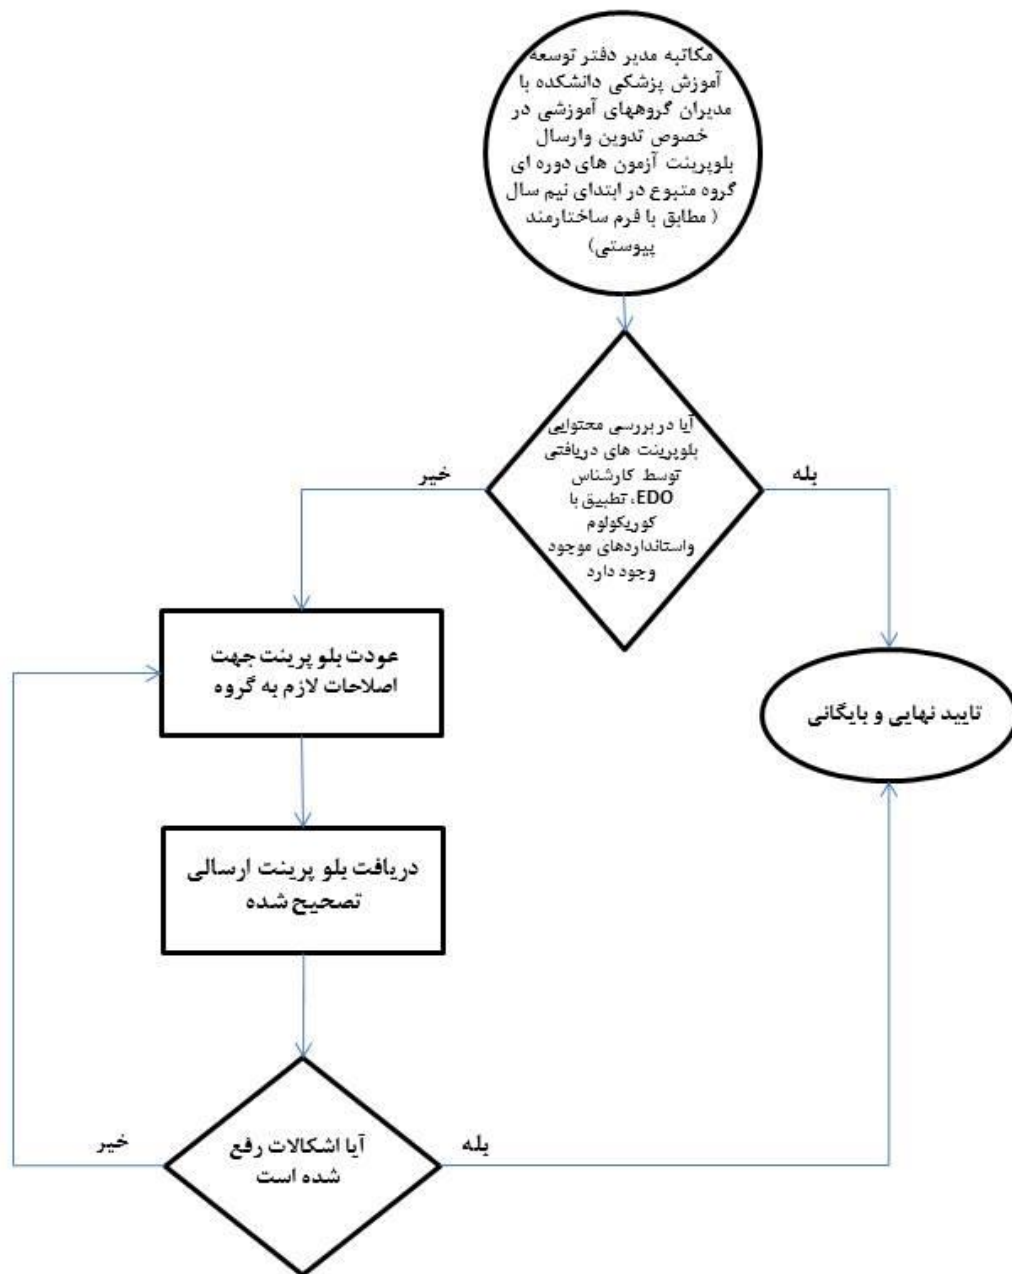 مکاتبه مدیر دفتر توسعه
آموزش پزشکی دانشکده با
مدیران گروههای آموزشی در
خصوص تدوین وارسال
بلوپرینت آزمون های دوره ای
گروه متبوع در ابتدای نیم سال
( مطابق با فرم ساختارمند
پیوستی)
آیا در بررسی محتوایی
بلوپرینت های دریافتی
توسط کارشناس
EDO، تطبیق با
کوریکولوم
واستانداردهای موجود
وجود دارد
بله
خیر
عودت بلو پرینت جهت
اصلاحات لازم به گروه
تایید نهایی و بایگانی
دریافت بلو پرینت ارسالی
تصحیح شده
آیا اشکالات رفع
شده است
بله
خیر